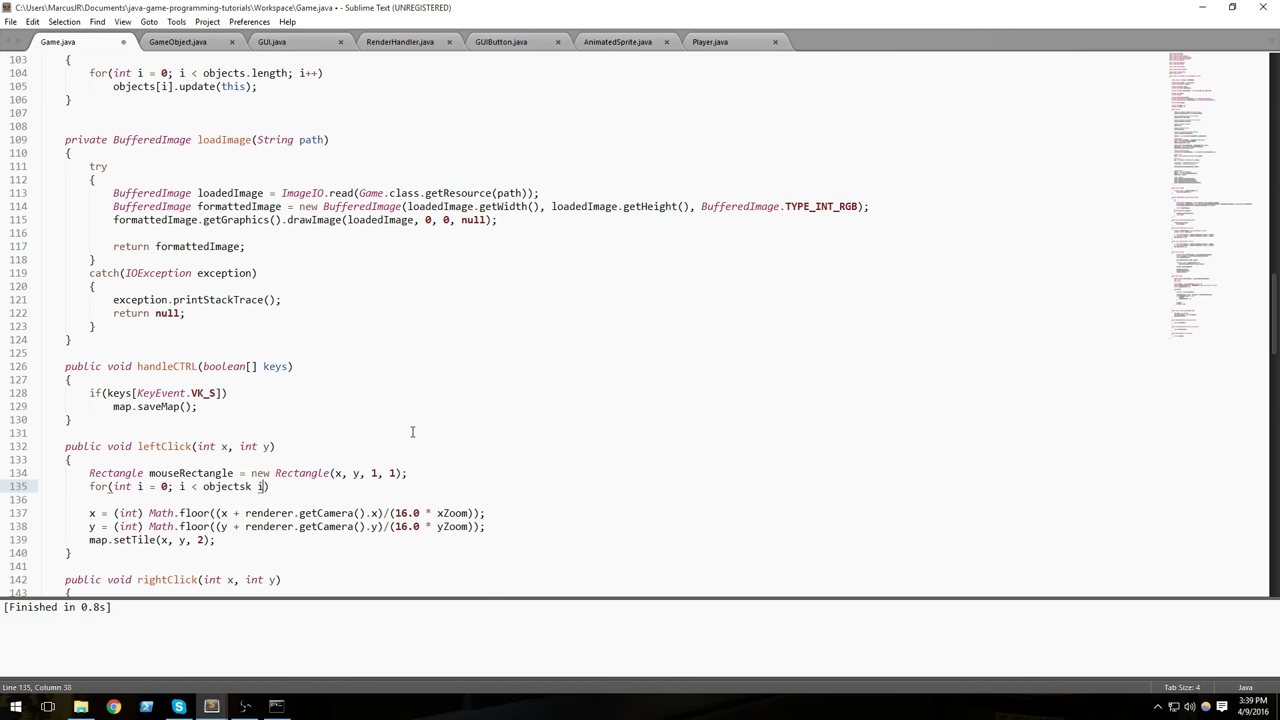 C:\Users\MarcusJR\Documents\java-game-programming-tutorials\Workspace\Game.java • - Sublime Text (UNREGISTERED)
File Edit Selection Find View Goto Tools Project Preferences Help
Game.java GameObject.java GUI.java RenderHandler.java GUIButton.java AnimatedSprite.java Player.java
103 {
104 for(int i = 0; i < objects.length; i++)
105 objects[i].update(this);
106 }
107
108
109 private BufferedImage loadImage(String path)
110 {
111 try
112 {
113 BufferedImage loadedImage = ImageIO.read(Game.class.getResource(path));
114 BufferedImage formattedImage = new BufferedImage(loadedImage.getWidth(), loadedImage.getHeight(), BufferedImage.TYPE_INT_RGB);
115 formattedImage.getGraphics().drawImage(loadedImage, 0, 0, null);
116
117 return formattedImage;
118 }
119 catch(IOException exception)
120 {
121 exception.printStackTrace();
122 return null;
123 }
124 }
125
126 public void handleCTRL(boolean[] keys)
127 {
128 if(keys[KeyEvent.VK_S])
129 map.saveMap();
130 }
131
132 public void leftClick(int x, int y)
133 {
134 Rectangle mouseRectangle = new Rectangle(x, y, 1, 1);
135 for(int i = 0; i < objectsk i)
136
137 x = (int) Math.floor((x + renderer.getCamera().x)/(16.0 * xZoom));
138 y = (int) Math.floor((y + renderer.getCamera().y)/(16.0 * yZoom));
139 map.setTile(x, y, 2);
140 }
141
142 public void rightClick(int x, int y)
143 {
[Finished in 0.8s]
Line 135, Column 38 Tab Size: 4 Java
3:39 PM
4/9/2016